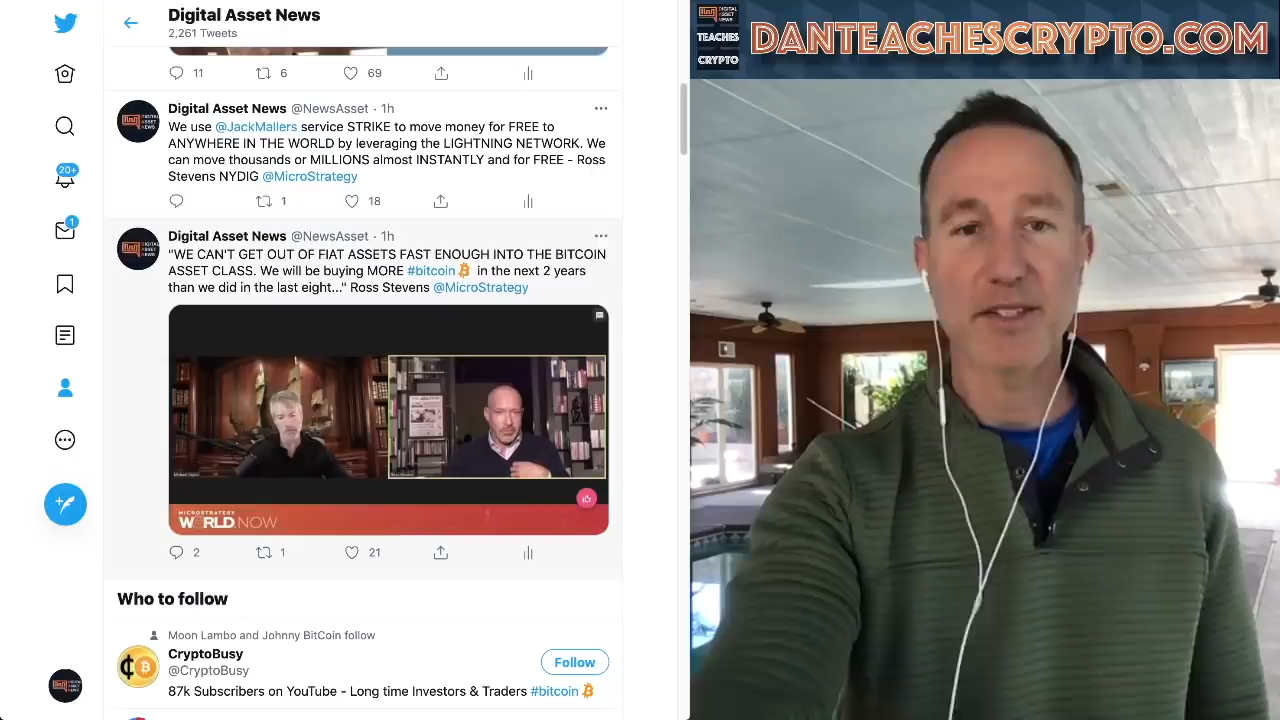 Digital Asset News
2,261 Tweets
11
6
69
Digital Asset News @NewsAsset · 1h
We use @JackMallers service STRIKE to move money for FREE to
ANYWHERE IN THE WORLD by leveraging the LIGHTNING NETWORK. We
can move thousands or MILLIONS almost INSTANTLY and for FREE - Ross
Stevens NYDIG @MicroStrategy
1
18
Digital Asset News @NewsAsset · 1h
"WE CAN'T GET OUT OF FIAT ASSETS FAST ENOUGH INTO THE BITCOIN
ASSET CLASS. We will be buying MORE #bitcoin in the next 2 years
than we did in the last eight..." Ross Stevens @MicroStrategy
MICROSTRATEGY
WORLD.NOW
2
1
21
Who to follow
Moon Lambo and Johnny BitCoin follow
CryptoBusy
@CryptoBusy
Follow
87k Subscribers on YouTube - Long time Investors & Traders #bitcoin
20+
1
DIGITAL
ASSET
NEWS
TEACHES
CRYPTO
DANTEACHESCRYPTO.COM